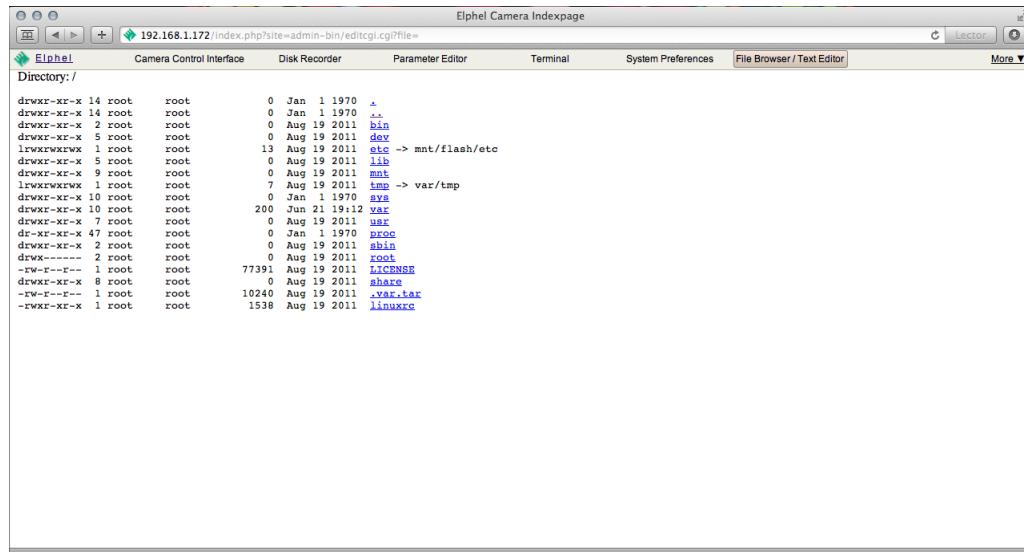 Elphel Camera Indexpage
192.168.1.172/index.php?site=admin-bin/editcgi.cgi?file=
Lector
Elphel Camera Control Interface Disk Recorder Parameter Editor Terminal System Preferences File Browser / Text Editor More ▼
Directory: /
drwxr-xr-x 14 root root 0 Jan 1 1970 .
drwxr-xr-x 14 root root 0 Jan 1 1970 ..
drwxr-xr-x 2 root root 0 Aug 19 2011 bin
drwxr-xr-x 5 root root 0 Aug 19 2011 dev
lrwxrwxrwx 1 root root 13 Aug 19 2011 etc -> mnt/flash/etc
drwxr-xr-x 5 root root 0 Aug 19 2011 lib
drwxr-xr-x 9 root root 0 Aug 19 2011 mnt
lrwxrwxrwx 1 root root 7 Aug 19 2011 tmp -> var/tmp
drwxr-xr-x 10 root root 0 Jan 1 1970 sys
drwxr-xr-x 10 root root 200 Jun 21 19:12 var
drwxr-xr-x 7 root root 0 Aug 19 2011 usr
dr-xr-xr-x 47 root root 0 Jan 1 1970 proc
drwxr-xr-x 2 root root 0 Aug 19 2011 sbin
drwx------ 2 root root 0 Aug 19 2011 root
-rw-r--r-- 1 root root 77391 Aug 19 2011 LICENSE
drwxr-xr-x 8 root root 0 Aug 19 2011 share
-rw-r--r-- 1 root root 10240 Aug 19 2011 .var.tar
-rwxr-xr-x 1 root root 1538 Aug 19 2011 linuxrc